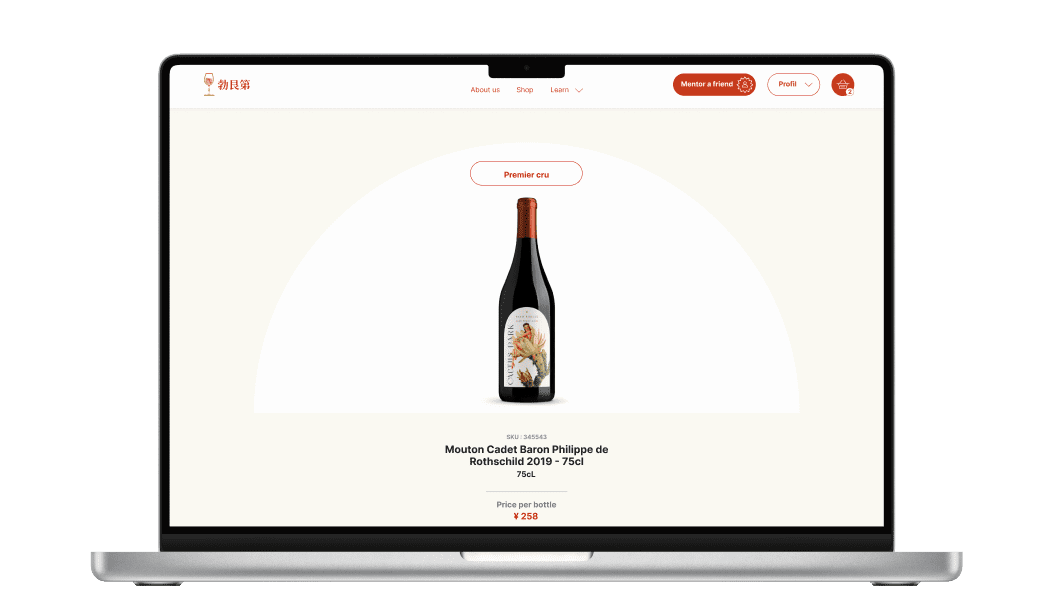 勃艮第
About us
Shop
Learn
Mentor a friend
Profil
2
Premier cru
CACTUS PARK
SKU : 345543
Mouton Cadet Baron Philippe de
Rothschild 2019 - 75cl
75cL
Price per bottle
¥ 258